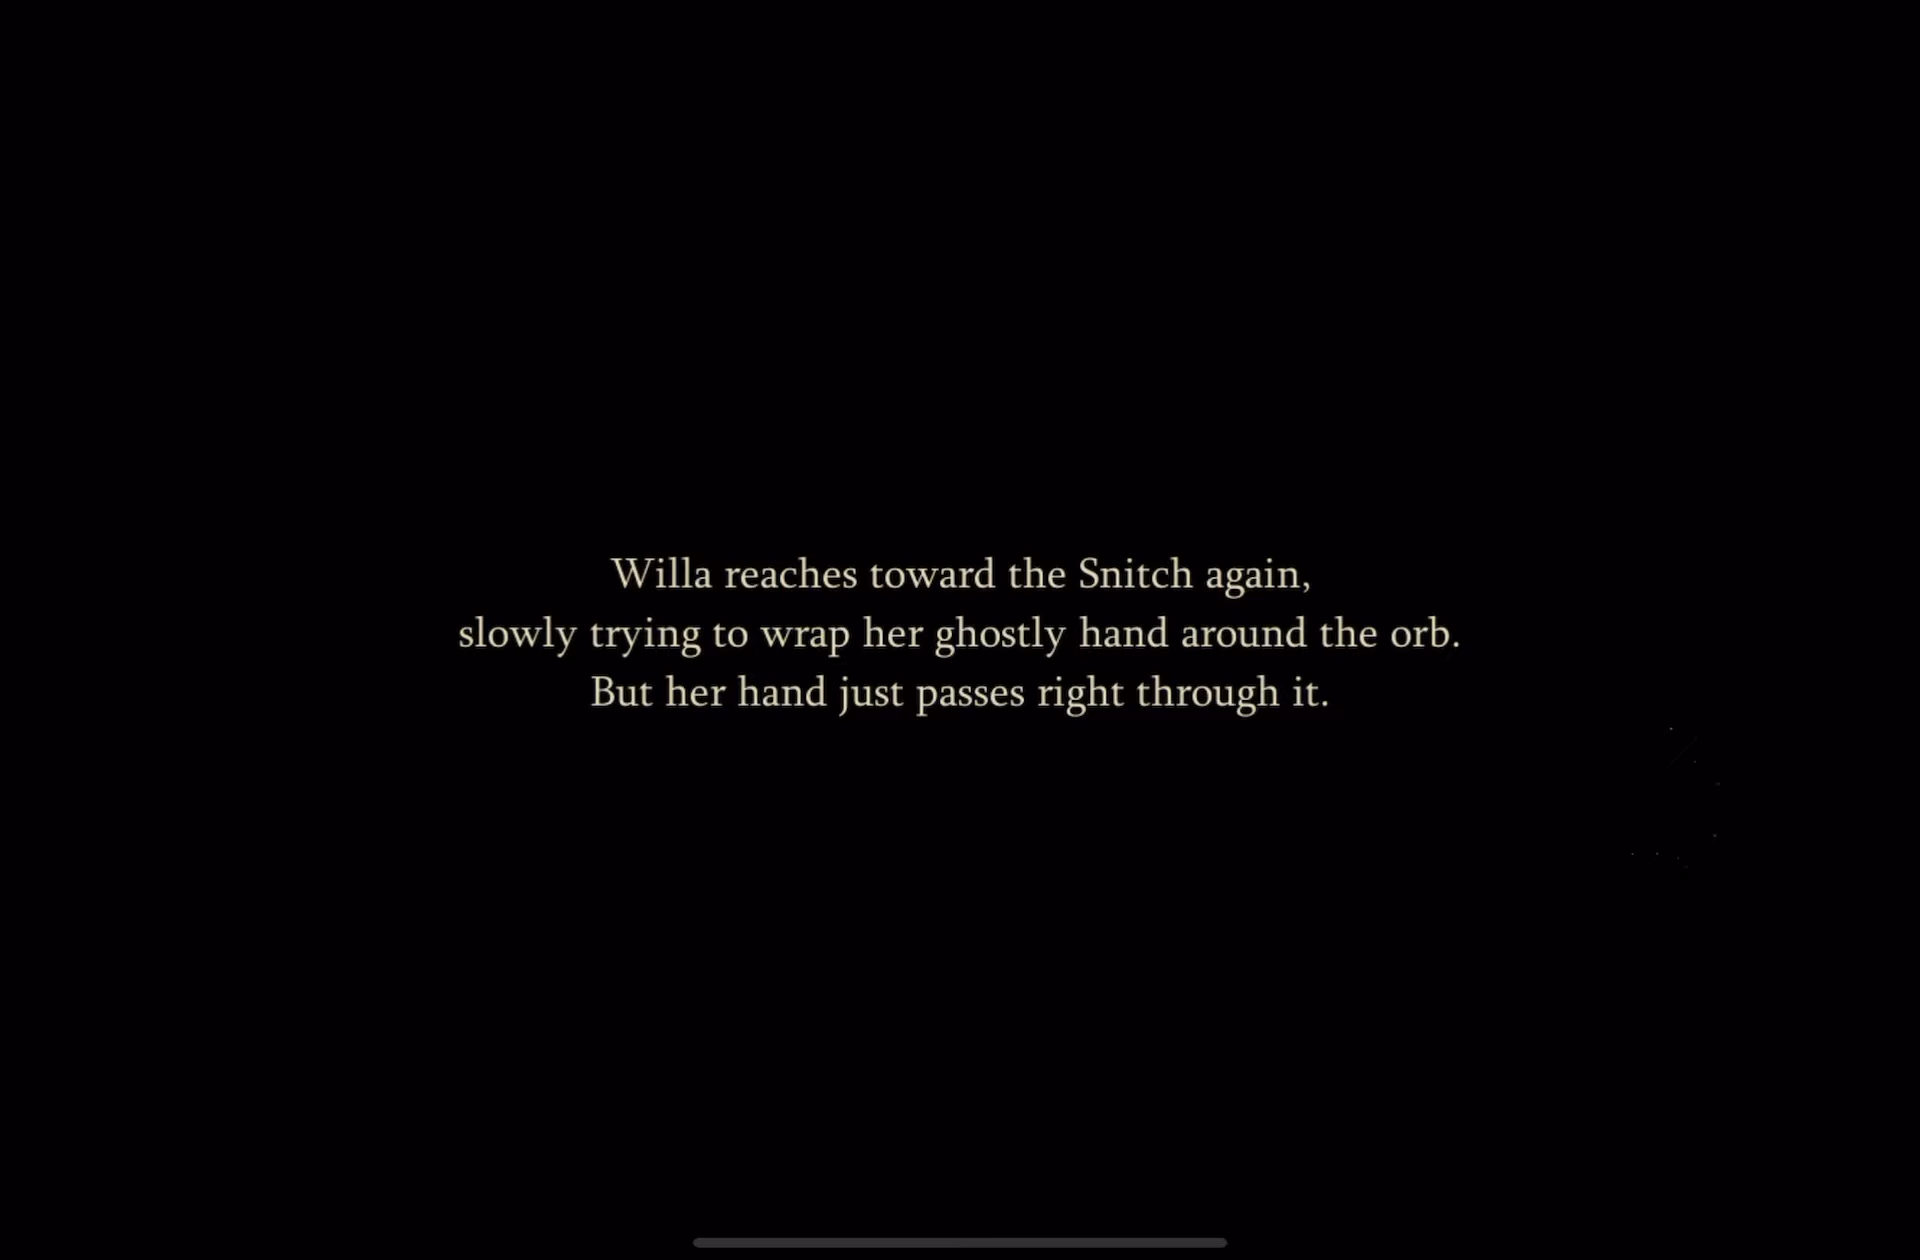 Willa reaches toward the Snitch again,
slowly trying to wrap her ghostly hand around the orb.
But her hand just passes right through it.